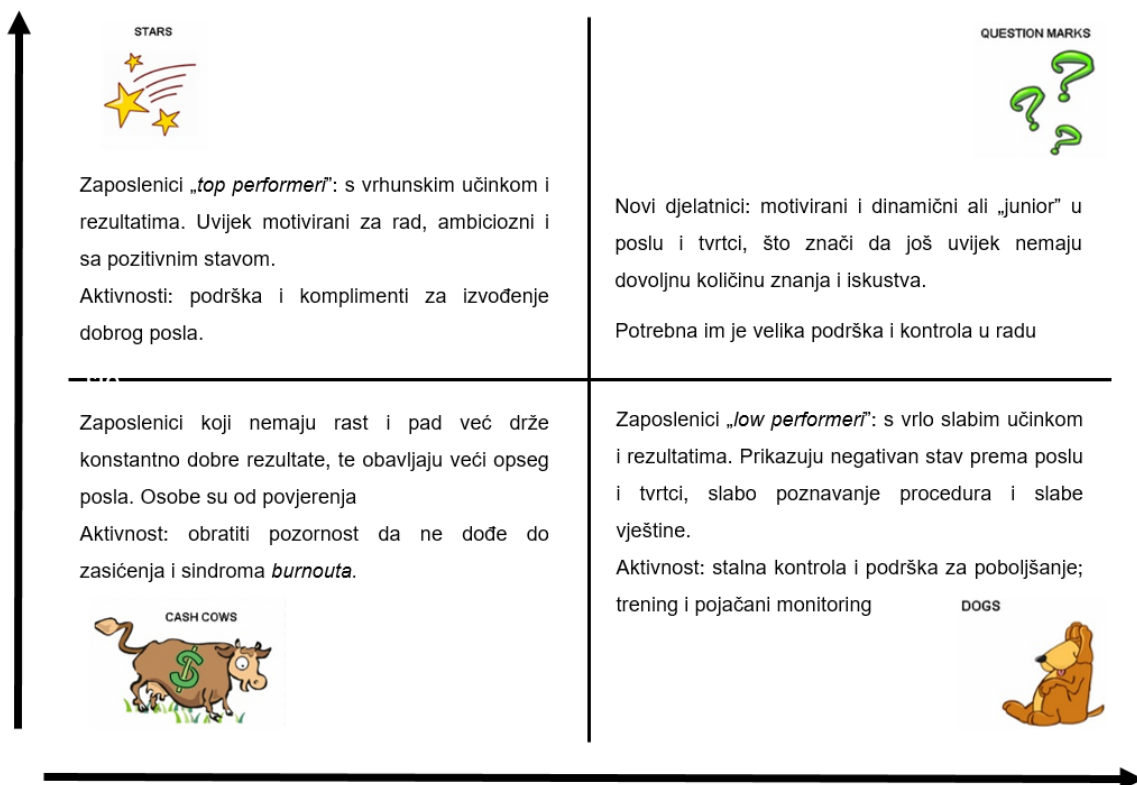 STARS
Zaposlenici „top performeri”: s vrhunskim učinkom i
rezultatima. Uvijek motivirani za rad, ambiciozni i
sa pozitivnim stavom.
Aktivnosti: podrška i komplimenti za izvođenje
dobrog posla.
QUESTION MARKS
Novi djelatnici: motivirani i dinamični ali „junior” u
poslu i tvrtci, što znači da još uvijek nemaju
dovoljnu količinu znanja i iskustva.
Potrebna im je velika podrška i kontrola u radu
Zaposlenici koji nemaju rast i pad već drže
konstantno dobre rezultate, te obavljaju veći opseg
posla. Osobe su od povjerenja
Aktivnost: obratiti pozornost da ne dođe do
zasićenja i sindroma burnouta.
CASH COWS
$
Zaposlenici „low performeri”: s vrlo slabim učinkom
i rezultatima. Prikazuju negativan stav prema poslu
i tvrtci, slabo poznavanje procedura i slabe
vještine.
Aktivnost: stalna kontrola i podrška za poboljšanje;
trening i pojačani monitoring
DOGS